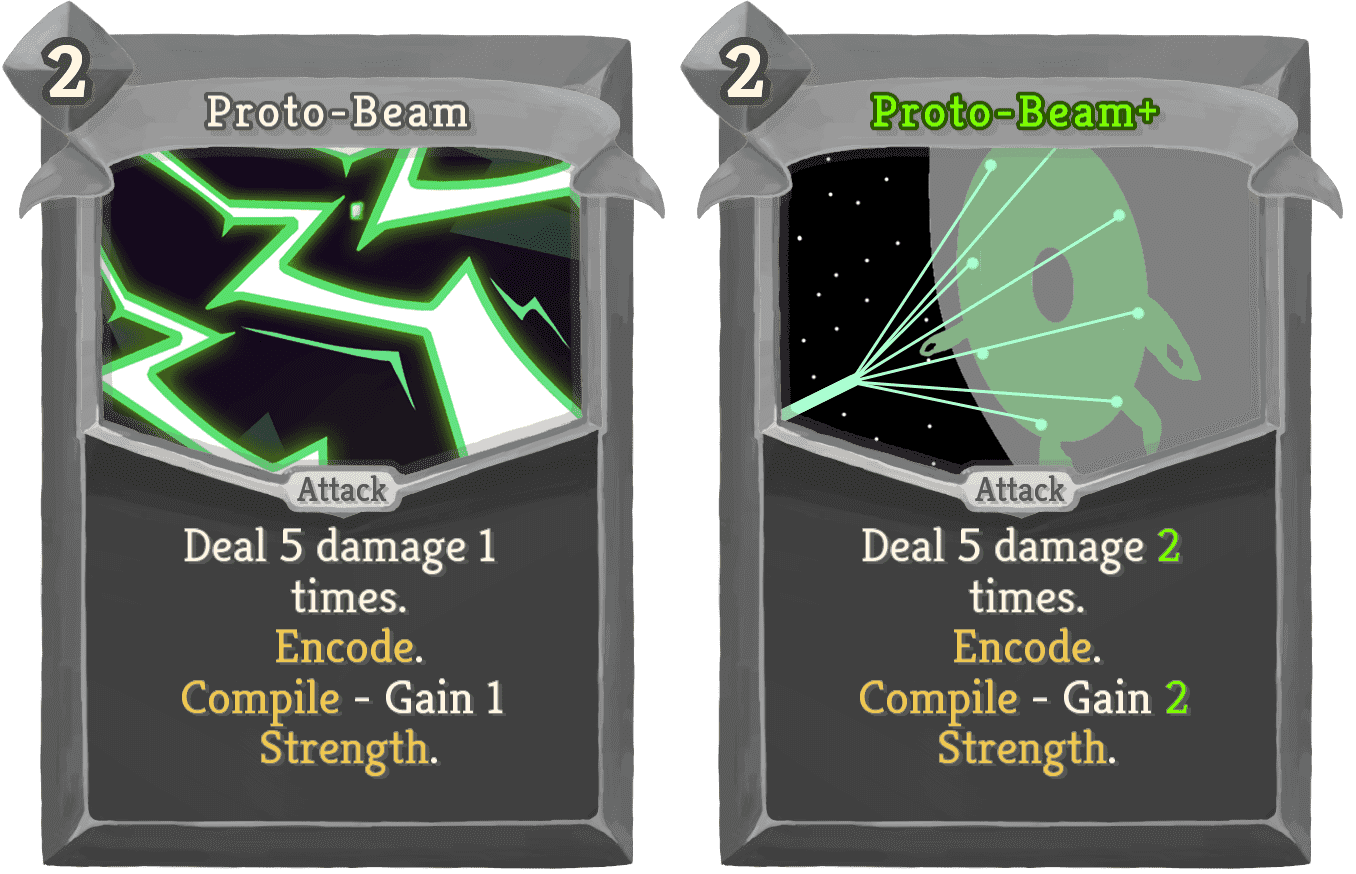 2
Proto-Beam
Attack
Deal 5 damage 1
times.
Encode.
Compile - Gain 1
Strength.
2
Proto-Beam+
Attack
Deal 5 damage 2
times.
Encode.
Compile - Gain 2
Strength.